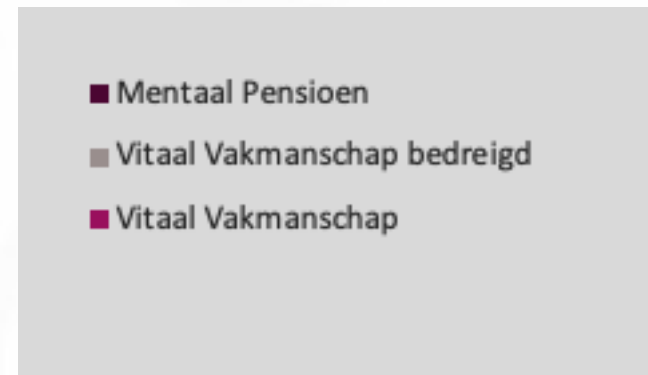 Mentaal Pensioen
Vitaal Vakmanschap bedreigd
Vitaal Vakmanschap